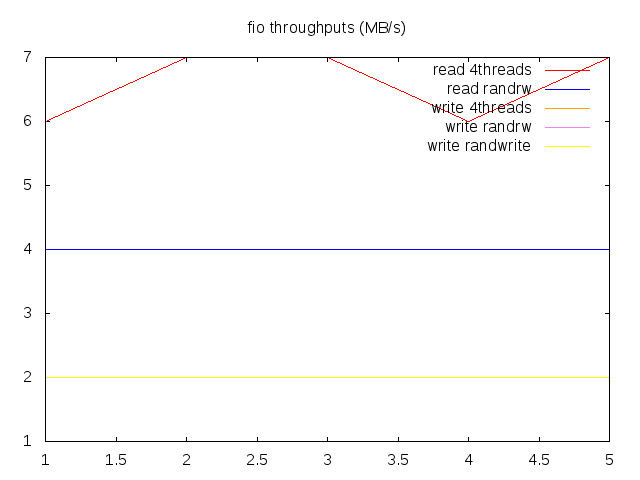 fio throughputs (MB/s)
7
read 4threads
read randrw
6
write 4threads
write randrw
write randwrite
5
4
3
2
1
1 1.5 2 2.5 3 3.5 4 4.5 5